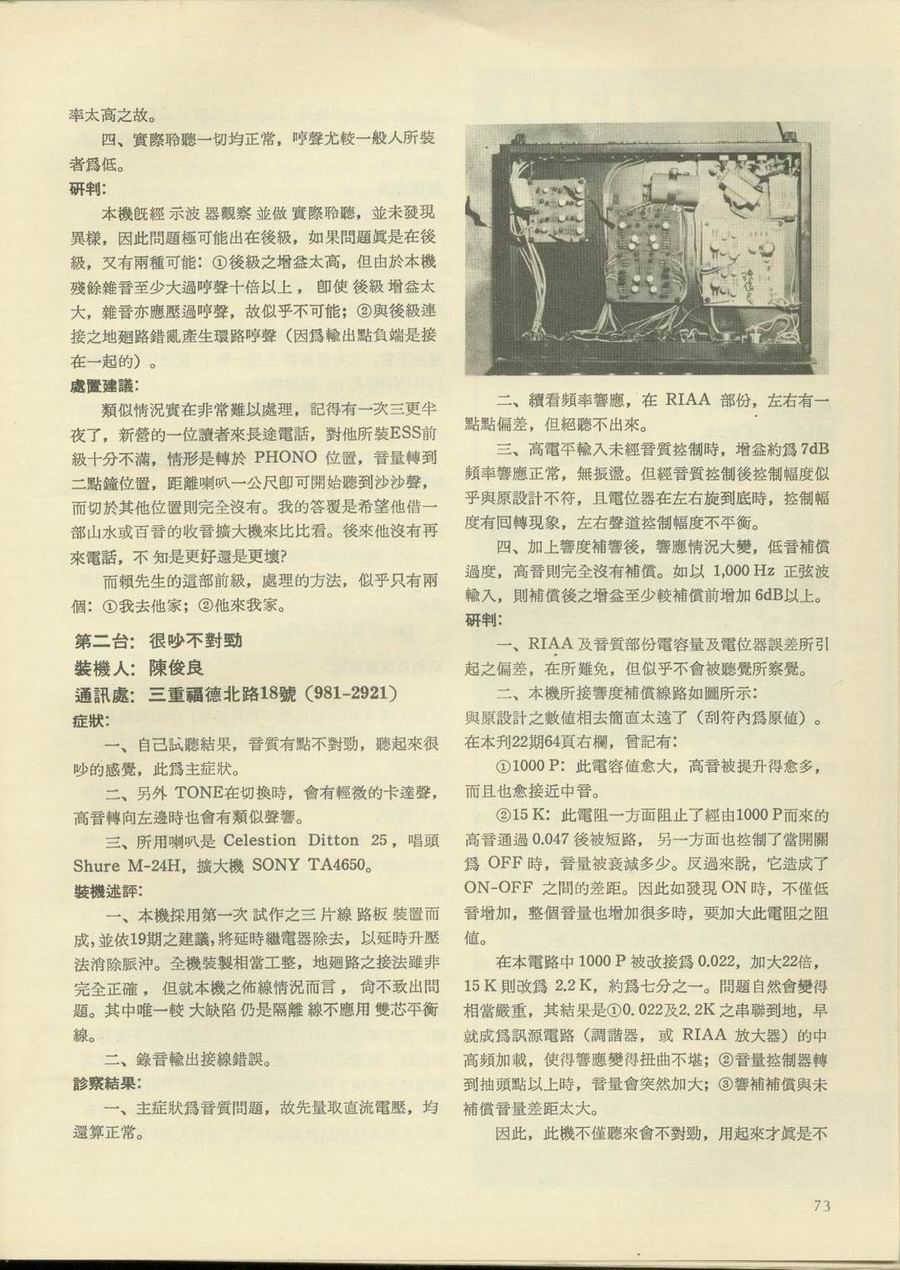 率太高之故。
四、實際聆聽一切均正常，哼聲尤較一般人所裝
者爲低。
研判：
本機旣經示波器觀察並做實際聆聽，並未發現
異樣，因此問題極可能出在後級，如果問題眞是在後
級，又有兩種可能：①後級之增益太高，但由於本機
殘餘雜音至少大過哼聲十倍以上，卽使後級增益太
大，雜音亦應壓過哼聲，故似乎不可能；②與後級連
接之地廻路錯亂產生環路哼聲（因爲輸出點負端是接
在一起的）。
處置建議：
類似情況實在非常難以處理，記得有一次三更半
夜了，新營的一位讀者來長途電話，對他所裝ESS前
級十分不滿，情形是轉於 PHONO 位置，音量轉到
二點鐘位置，距離喇叭一公尺卽可開始聽到沙沙聲，
而切於其他位置則完全沒有。我的答覆是希望他借一
部山水或百音的收音擴大機來比比看。後來他沒有再
來電話，不知是更好還是更壞？
而賴先生的這部前級，處理的方法，似乎只有兩
個：①我去他家；②他來我家。
第二台：很吵不對勁
裝機人：陳俊良
通訊處：三重福德北路18號（981-2921）
症狀：
一、自己試聽結果，音質有點不對勁，聽起來很
吵的感覺，此爲主症狀。
二、另外 TONE在切換時，會有輕微的卡達聲，
高音轉向左邊時也會有類似聲響。
三、所用喇叭是 Celestion Ditton 25，唱頭
Shure M-24H，擴大機 SONY TA4650。
裝機述評：
一、本機採用第一次試作之三片線路板裝置而
成，並依19期之建議，將延時繼電器除去，以延時升壓
法消除脈沖。全機裝製相當工整，地廻路之接法雖非
完全正確，但就本機之佈線情況而言，尙不致出問
題。其中唯一較大缺陷仍是隔離線不應用雙芯平衡
線。
二、錄音輸出接線錯誤。
診察結果：
一、主症狀爲音質問題，故先量取直流電壓，均
還算正常。
二、續看頻率響應，在 RIAA 部份，左右有一
點點偏差，但絕聽不出來。
三、高電平輸入未經音質控制時，增益約爲7dB
頻率響應正常，無振盪。但經音質控制後控制幅度似
乎與原設計不符，且電位器在左右旋到底時，控制幅
度有回轉現象，左右聲道控制幅度不平衡。
四、加上響度補響後，響應情況大變，低音補償
過度，高音則完全沒有補償。如以 1,000 Hz 正弦波
輸入，則補償後之增益至少較補償前增加 6dB以上。
研判：
一、RIAA 及音質部份電容量及電位器誤差所引
起之偏差，在所難免，但似乎不會被聽覺所察覺。
二、本機所接響度補償線路如圖所示：
與原設計之數值相去簡直太遠了（刮符內爲原値）。
在本刊22期64頁右欄，曾記有：
①1000 P：此電容値愈大，高音被提升得愈多，
而且也愈接近中音。
②15 K：此電阻一方面阻止了經由1000 P而來的
高音通過 0.047 後被短路，另一方面也控制了當開關
爲 OFF 時，音量被衰減多少。反過來說，它造成了
ON-OFF 之間的差距。因此如發現 ON 時，不僅低
音增加，整個音量也增加很多時，要加大此電阻之阻
値。
在本電路中 1000 P 被改接爲 0.022，加大22倍，
15 K 則改爲 2.2 K，約爲七分之一。問題自然會變得
相當嚴重，其結果是①0.022及2.2K 之串聯到地，早
就成爲訊源電路（調諧器，或 RIAA 放大器）的中
高頻加載，使得響應變得扭曲不堪；②音量控制器轉
到抽頭點以上時，音量會突然加大；③響補補償與未
補償音量差距太大。
因此，此機不僅聽來會不對勁，用起來才眞是不
73